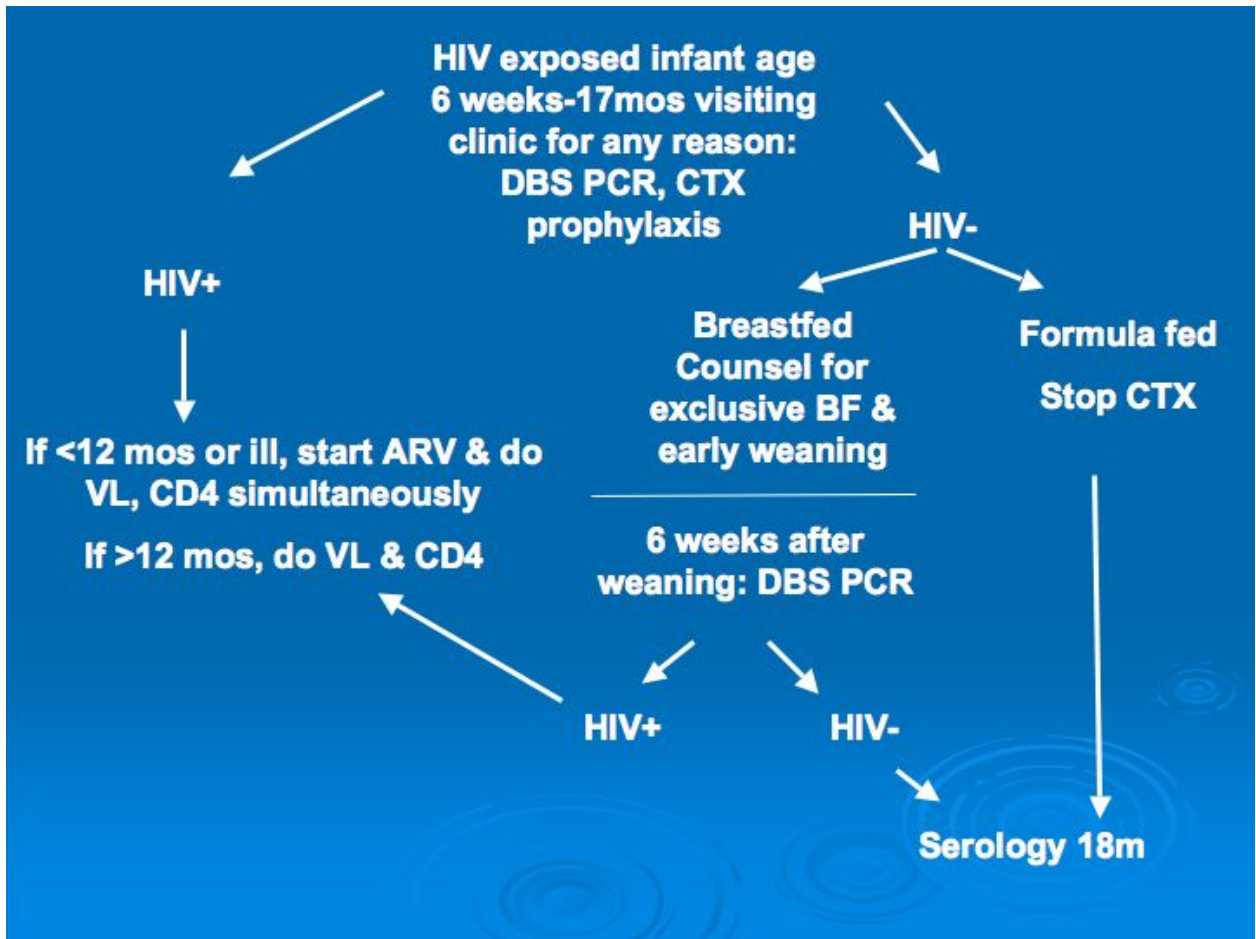 HIV exposed infant age
6 weeks-17mos visiting
clinic for any reason:
DBS PCR, CTX
prophylaxis
HIV-
HIV+
Breastfed
Counsel for
exclusive BF &
early weaning
Formula fed
Stop CTX
If <12 mos or ill, start ARV & do
VL, CD4 simultaneously
If >12 mos, do VL & CD4
6 weeks after
weaning: DBS PCR
HIV+
HIV-
Serology 18m